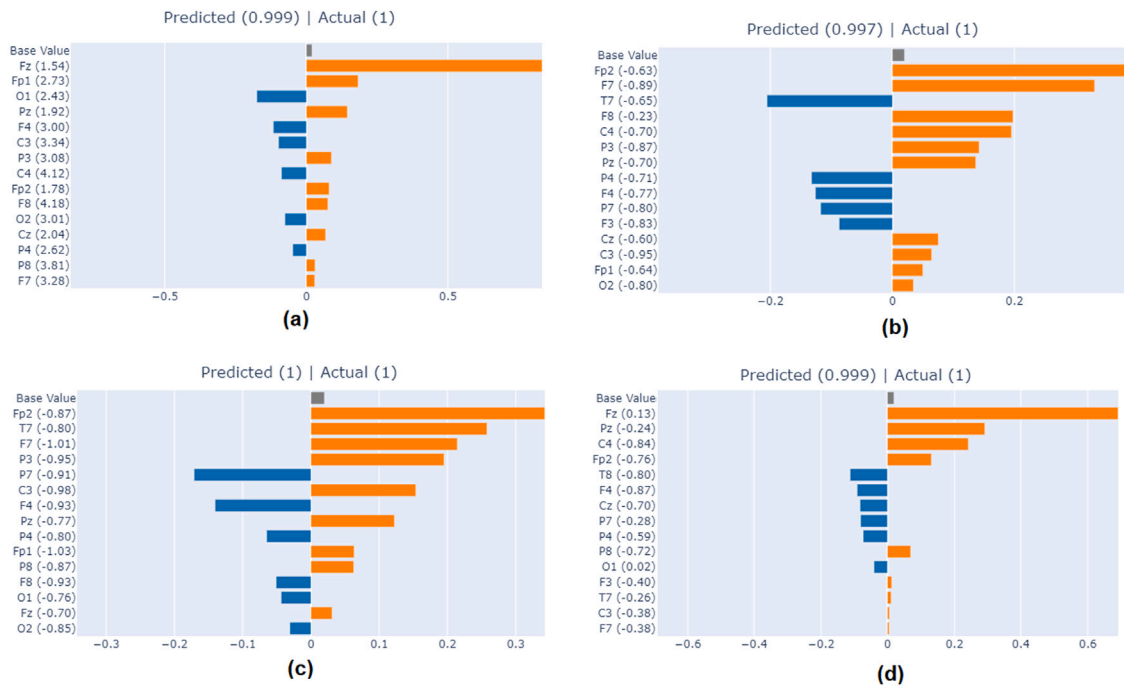 Predicted (0.999) | Actual (1)
Base Value
Fz (1.54)
Fp1 (2.73)
O1 (2.43)
Pz (1.92)
F4 (3.00)
C3 (3.34)
P3 (3.08)
C4 (4.12)
Fp2 (1.78)
F8 (4.18)
O2 (3.01)
Cz (2.04)
P4 (2.62)
P8 (3.81)
F7 (3.28)
−0.5 0 0.5
(a)
Predicted (0.997) | Actual (1)
Base Value
Fp2 (-0.63)
F7 (-0.89)
T7 (-0.65)
F8 (-0.23)
C4 (-0.70)
P3 (-0.87)
Pz (-0.70)
P4 (-0.71)
F4 (-0.77)
P7 (-0.80)
F3 (-0.83)
Cz (-0.60)
C3 (-0.95)
Fp1 (-0.64)
O2 (-0.80)
−0.2 0 0.2
(b)
Predicted (1) | Actual (1)
Base Value
Fp2 (-0.87)
T7 (-0.80)
F7 (-1.01)
P3 (-0.95)
P7 (-0.91)
C3 (-0.98)
F4 (-0.93)
Pz (-0.77)
P4 (-0.80)
Fp1 (-1.03)
P8 (-0.87)
F8 (-0.93)
O1 (-0.76)
Fz (-0.70)
O2 (-0.85)
−0.3 −0.2 −0.1 0 0.1 0.2 0.3
(c)
Predicted (0.999) | Actual (1)
Base Value
Fz (0.13)
Pz (-0.24)
C4 (-0.84)
Fp2 (-0.76)
T8 (-0.80)
F4 (-0.87)
Cz (-0.70)
P7 (-0.28)
P4 (-0.59)
P8 (-0.72)
O1 (0.02)
F3 (-0.40)
T7 (-0.26)
C3 (-0.38)
F7 (-0.38)
−0.6 −0.4 −0.2 0 0.2 0.4 0.6
(d)